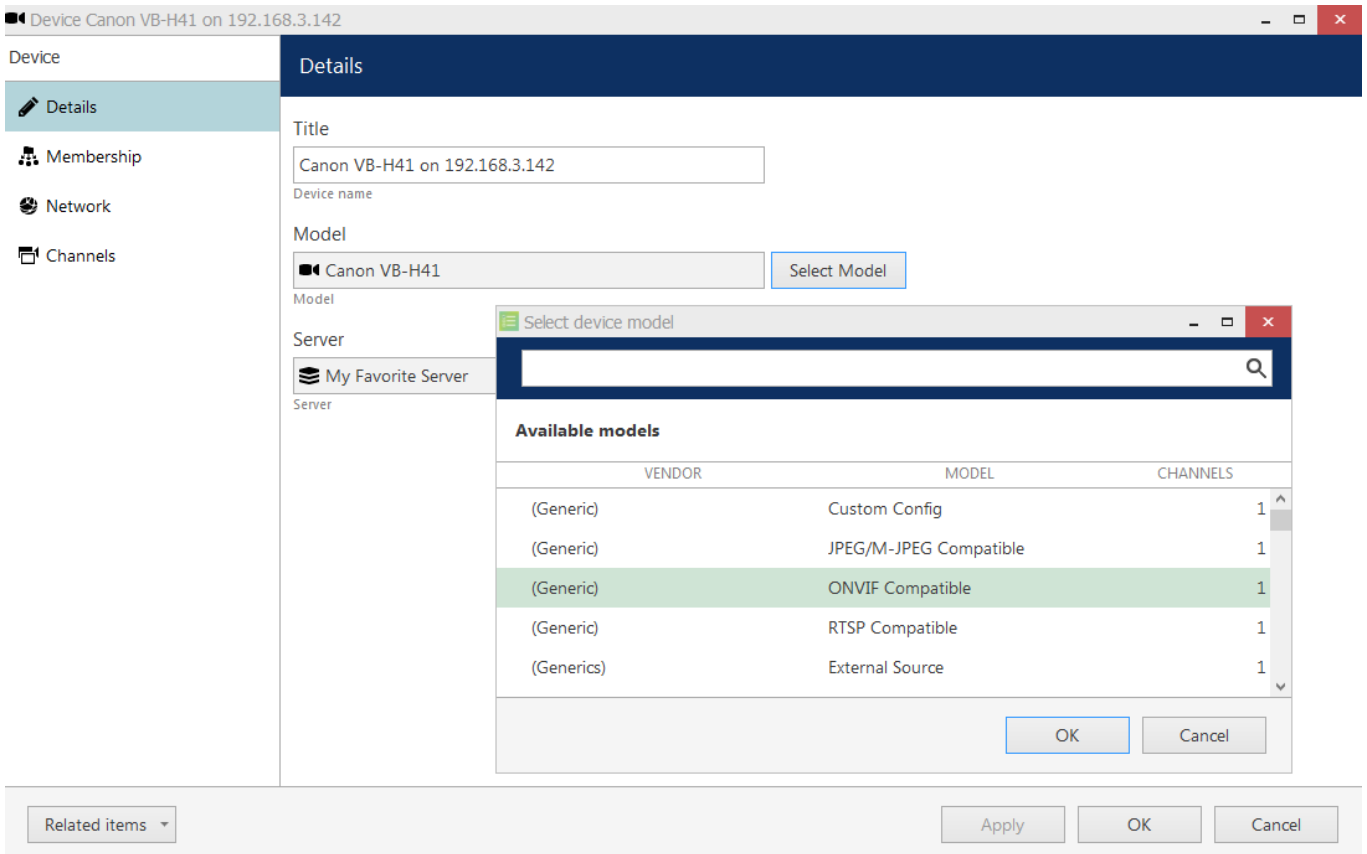 Device Canon VB-H41 on 192.168.3.142
Device
Details
Details
Membership
Network
Channels
Title
Canon VB-H41 on 192.168.3.142
Device name
Model
Canon VB-H41 Select Model
Model
Server
My Favorite Server
Server
Select device model
Available models
VENDOR MODEL CHANNELS
(Generic) Custom Config 1
(Generic) JPEG/M-JPEG Compatible 1
(Generic) ONVIF Compatible 1
(Generic) RTSP Compatible 1
(Generics) External Source 1
OK Cancel
Related items Apply OK Cancel